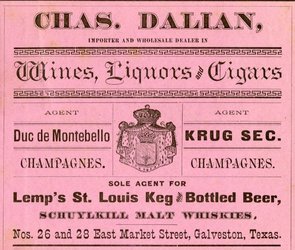 CHAS. DALIAN,
IMPORTER AND WHOLESALE DEALER IN
Wines, Liquors and Cigars
AGENT
Duc de Montebello
CHAMPAGNES.
AGENT
KRUG SEC.
CHAMPAGNES.
SOLE AGENT FOR
Lemp's St. Louis Keg and Bottled Beer,
SCHUYLKILL MALT WHISKIES,
Nos. 26 and 28 East Market Street, Galveston, Texas.